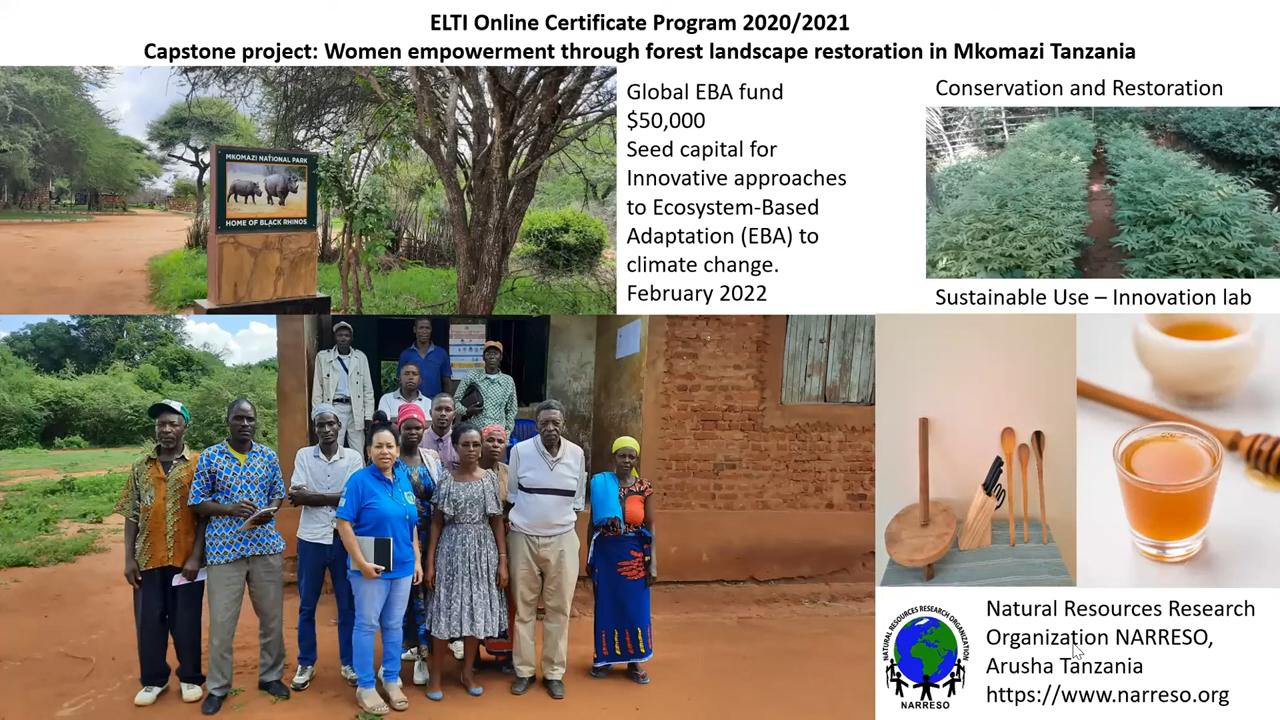 ELTI Online Certificate Program 2020/2021
Capstone project: Women empowerment through forest landscape restoration in Mkomazi Tanzania
MKOMAZI NATIONAL PARK
HOME OF BLACK RHINOS
Global EBA fund
$50,000
Seed capital for
Innovative approaches
to Ecosystem-Based
Adaptation (EBA) to
climate change.
February 2022
Conservation and Restoration
Sustainable Use – Innovation lab
NATURAL RESOURCES RESEARCH ORGANIZATION
NARRESO
Natural Resources Research
Organization NARRESO,
Arusha Tanzania
https://www.narreso.org